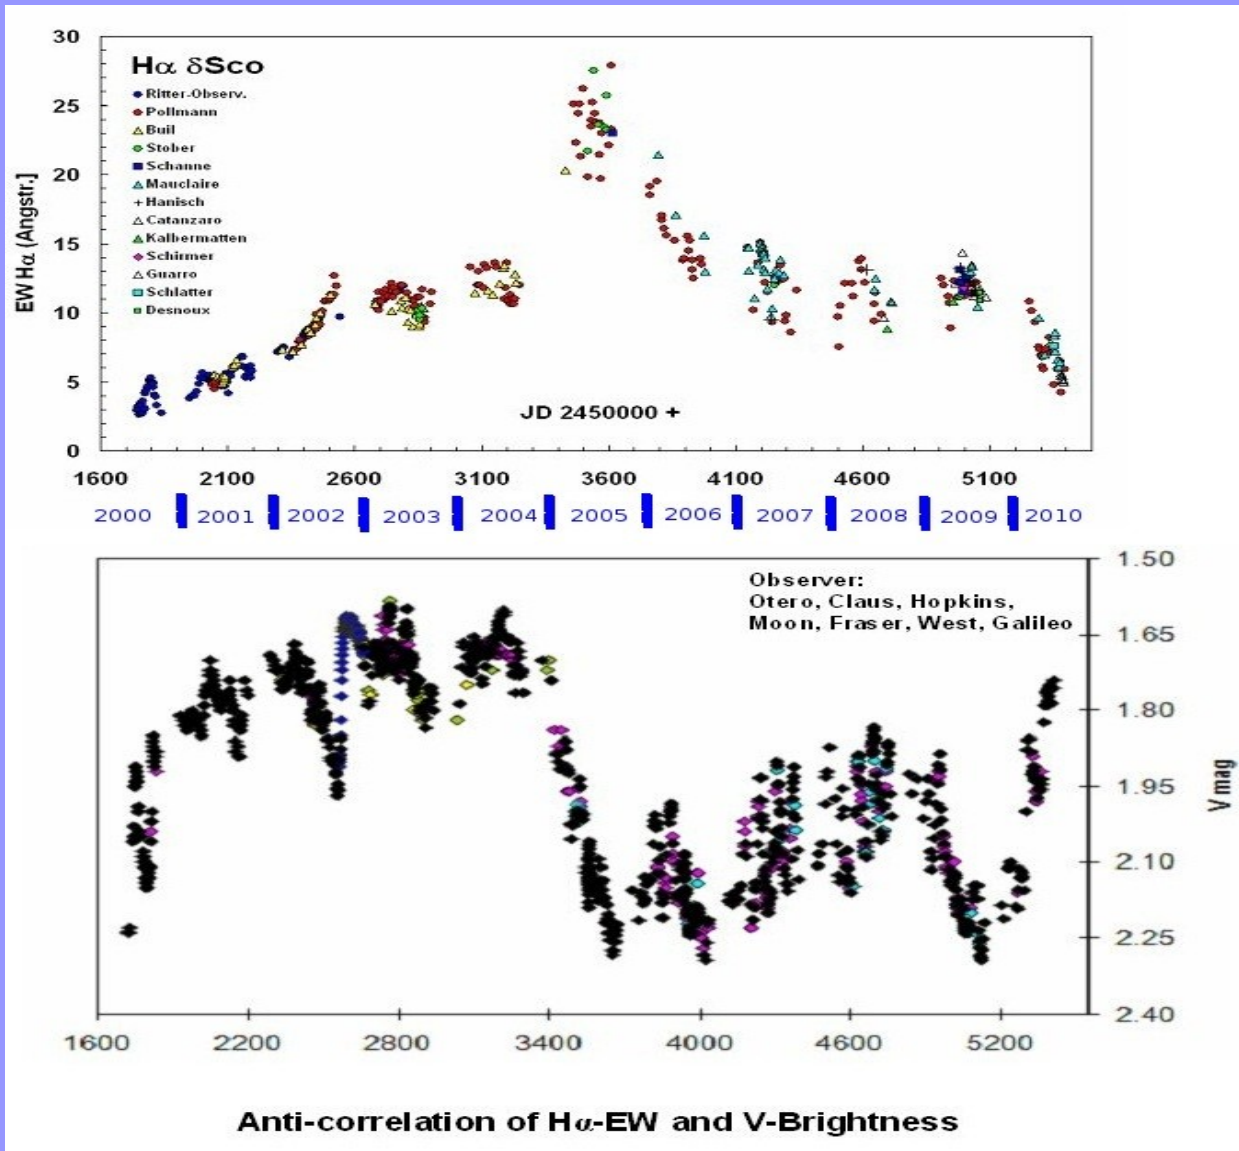 30
Hα δSco
Ritter-Observ.
Pollmann
Buil
Stober
Schanne
Mauclaire
Hanisch
Catanzaro
Kalbermatten
Schirmer
Guarro
Schlatter
Desnoux
25
20
15
10
5
0
EW Hα (Angstr.]
JD 2450000 +
1600 2100 2600 3100 3600 4100 4600 5100
2000 2001 2002 2003 2004 2005 2006 2007 2008 2009 2010
Observer:
Otero, Claus, Hopkins,
Moon, Fraser, West, Galileo
1.50
1.65
1.80
1.95
2.10
2.25
2.40
V mag
1600 2200 2800 3400 4000 4600 5200
Anti-correlation of Hα-EW and V-Brightness